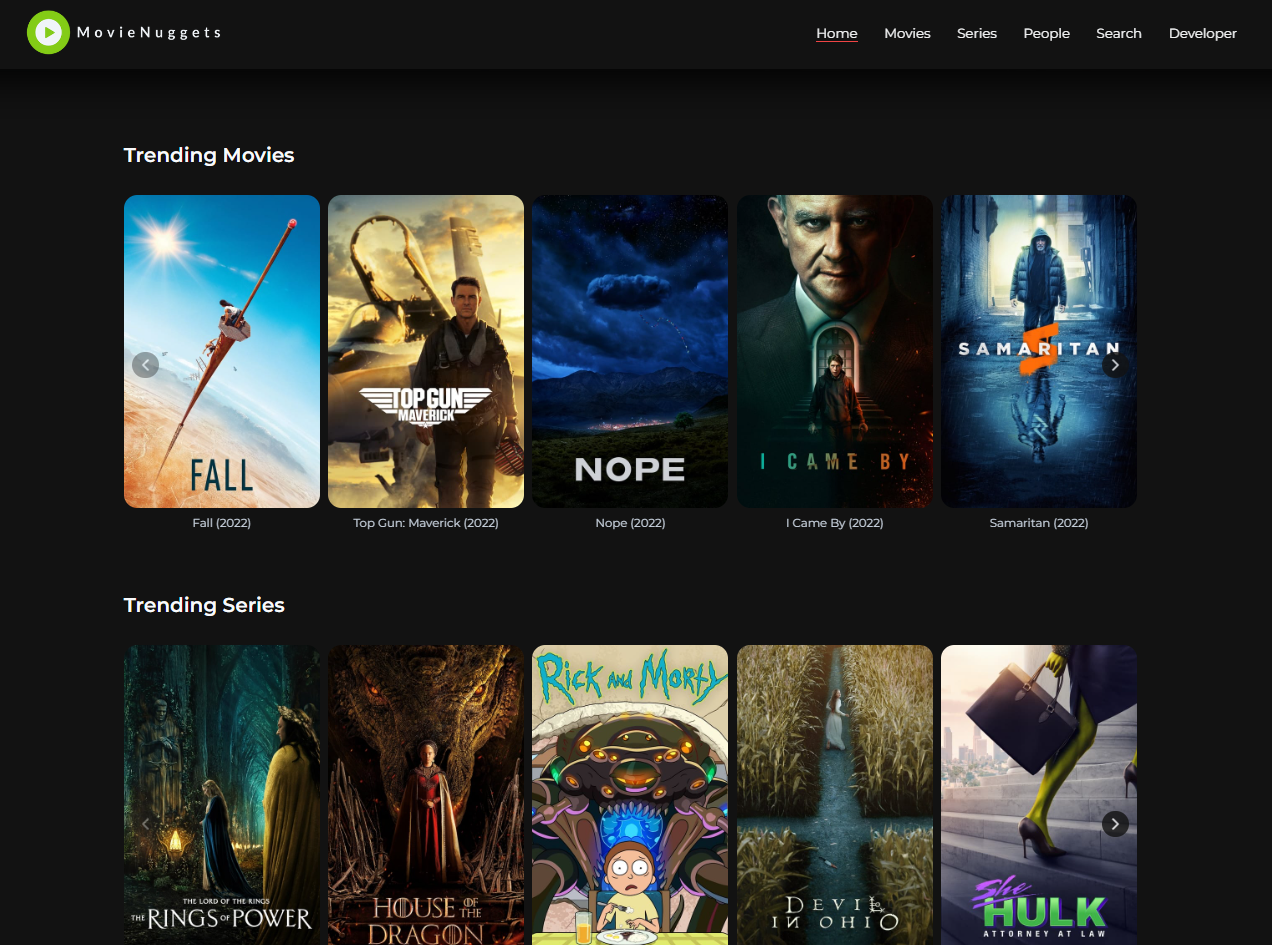 MovieNuggets
Home Movies Series People Search Developer
Trending Movies
FALL
TOP GUN
MAVERICK
NOPE
I CAME BY
SAMARITAN
Fall (2022)
Top Gun: Maverick (2022)
Nope (2022)
I Came By (2022)
Samaritan (2022)
Trending Series
THE LORD OF THE RINGS
THE RINGS OF POWER
HOUSE OF THE
DRAGON
RICK AND MORTY
DEVIL
IN OHIO
She
HULK
ATTORNEY AT LAW